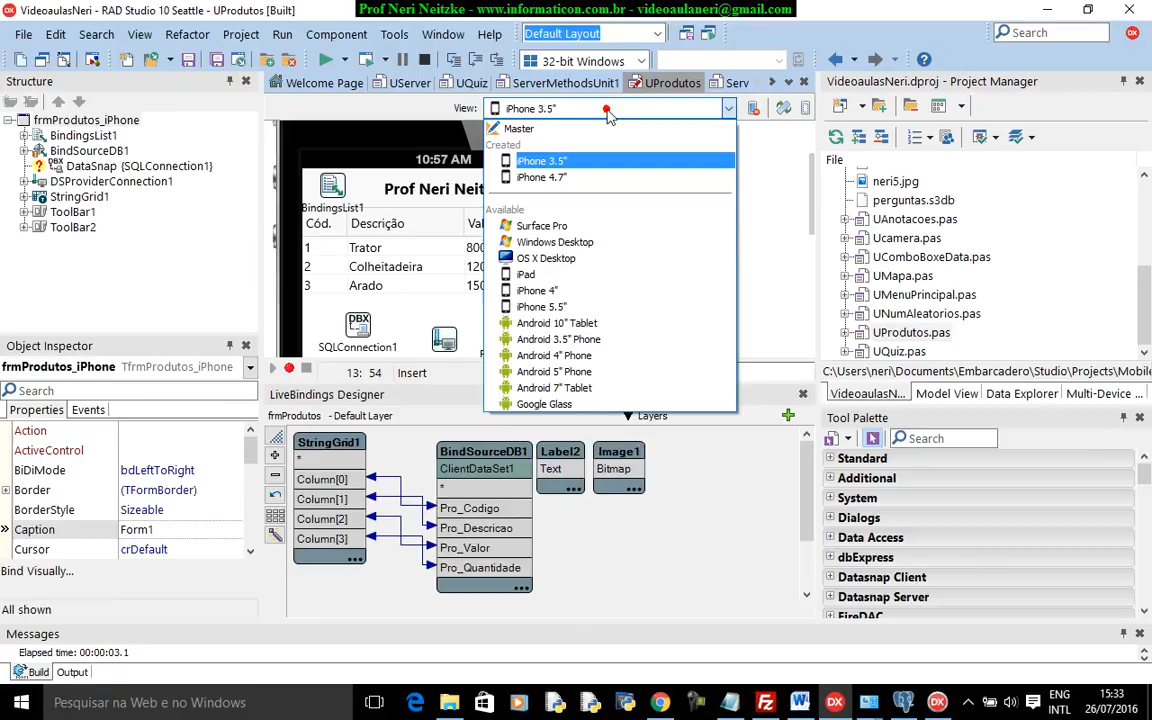 VideoaulasNeri - RAD Studio 10 Seattle - UProdutos [Built]
Prof Neri Neitzke - www.informaticon.com.br - videoaulaneri@gmail.com
File Edit Search View Refactor Project Run Component Tools Window Help
Default Layout
Search
32-bit Windows
Structure
Welcome Page
UServer
UQuiz
ServerMethodsUnit1
UProdutos
Serv
VideoaulasNeri.dproj - Project Manager
frmProdutos_iPhone
BindingsList1
BindSourceDB1
DataSnap (SQLConnection1)
DSProviderConnection1
StringGrid1
ToolBar1
ToolBar2
View:
iPhone 3.5"
Master
Created
iPhone 3.5"
iPhone 4.7"
Available
Surface Pro
Windows Desktop
OS X Desktop
iPad
iPhone 4"
iPhone 5.5"
Android 10" Tablet
Android 3.5" Phone
Android 4" Phone
Android 5" Phone
Android 7" Tablet
Google Glass
10:57 AM
Prof Neri Neit
BindingsList1
Cód. Descrição Va
1 Trator 800
2 Colheitadeira 120
3 Arado 150
SQLConnection1
13: 54 Insert
File
neri5.jpg
perguntas.s3db
UAnotacoes.pas
Ucamera.pas
UComboBoxeData.pas
UMapa.pas
UMenuPrincipal.pas
UNumAleatorios.pas
UProdutos.pas
UQuiz.pas
C:\Users\neri\Documents\Embarcadero\Studio\Projects\Mobile
VideoaulasN...
Model View
Data Explorer
Multi-Device ...
Object Inspector
frmProdutos_iPhone TfrmProdutos_iPhone
Search
Properties Events
Action
ActiveControl
BiDiMode bdLeftToRight
Border (TFormBorder)
BorderStyle Sizeable
Caption Form1
Cursor crDefault
Bind Visually...
All shown
LiveBindings Designer
frmProdutos - Default Layer
Layers
StringGrid1
*
Column[0]
Column[1]
Column[2]
Column[3]
BindSourceDB1
ClientDataSet1
*
Pro_Codigo
Pro_Descricao
Pro_Valor
Pro_Quantidade
Label2
Text
Image1
Bitmap
Tool Palette
Search
Standard
Additional
System
Dialogs
Data Access
dbExpress
Datasnap Client
Datasnap Server
FireDAC
Messages
Elapsed time: 00:00:03.1
Build Output
Pesquisar na Web e no Windows
ENG
INTL
15:33
26/07/2016